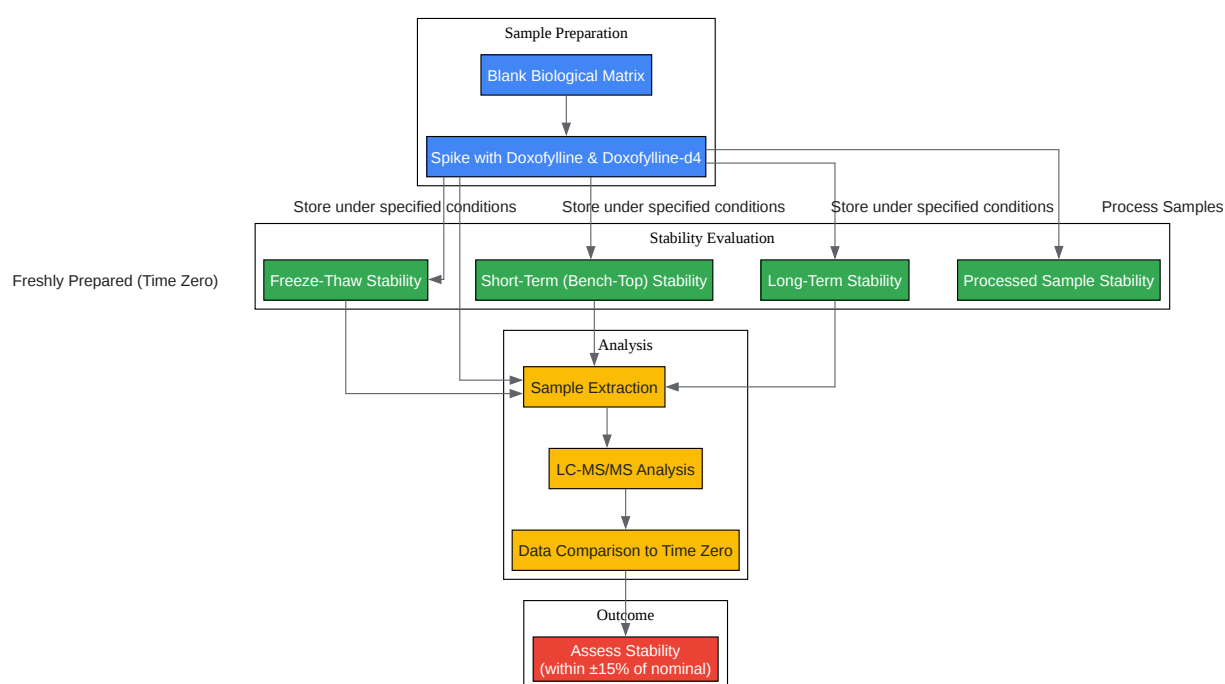 Sample Preparation
Blank Biological Matrix
Spike with Doxofylline & Doxofylline-d4
Store under specified conditions
Store under specified conditions
Store under specified conditions
Process Samples
Stability Evaluation
Freshly Prepared (Time Zero)
Freeze-Thaw Stability
Short-Term (Bench-Top) Stability
Long-Term Stability
Processed Sample Stability
Analysis
Sample Extraction
LC-MS/MS Analysis
Data Comparison to Time Zero
Outcome
Assess Stability
(within ±15% of nominal)